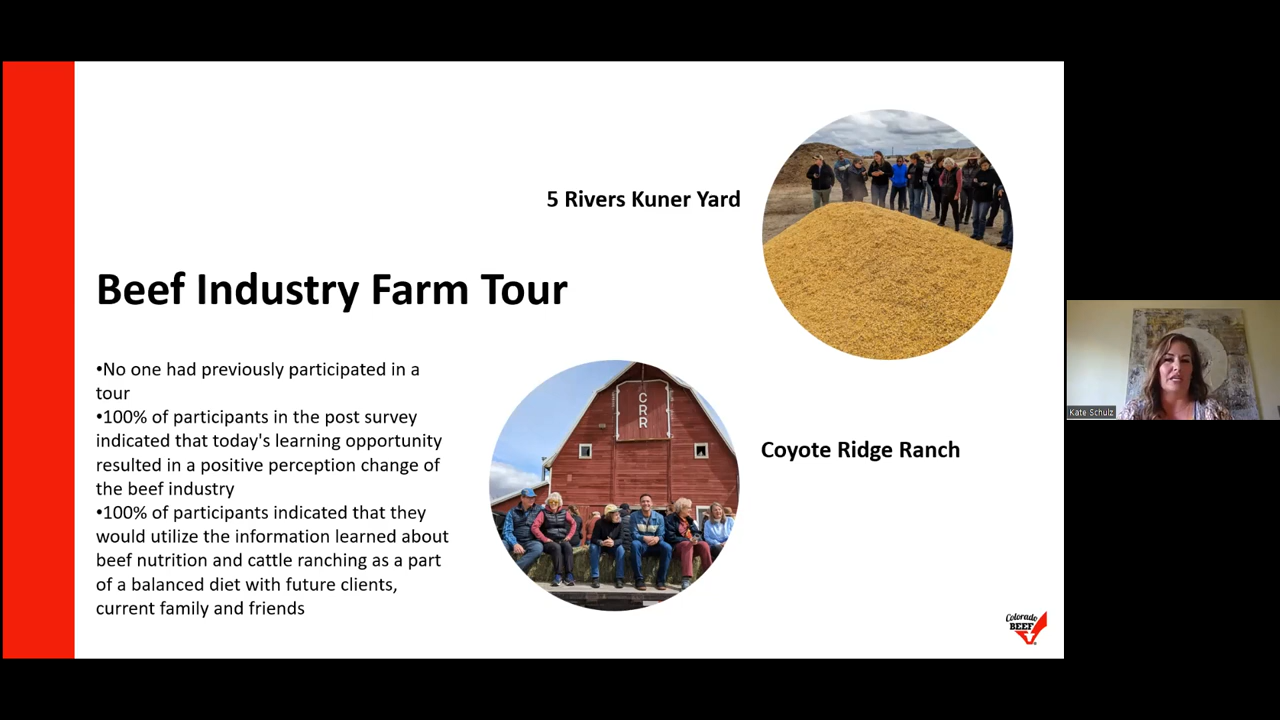 5 Rivers Kuner Yard
Beef Industry Farm Tour
•No one had previously participated in a
tour
•100% of participants in the post survey
indicated that today's learning opportunity
resulted in a positive perception change of
the beef industry
•100% of participants indicated that they
would utilize the information learned about
beef nutrition and cattle ranching as a part
of a balanced diet with future clients,
current family and friends
C
R
R
Coyote Ridge Ranch
Colorado
BEEF
Kate Schulz